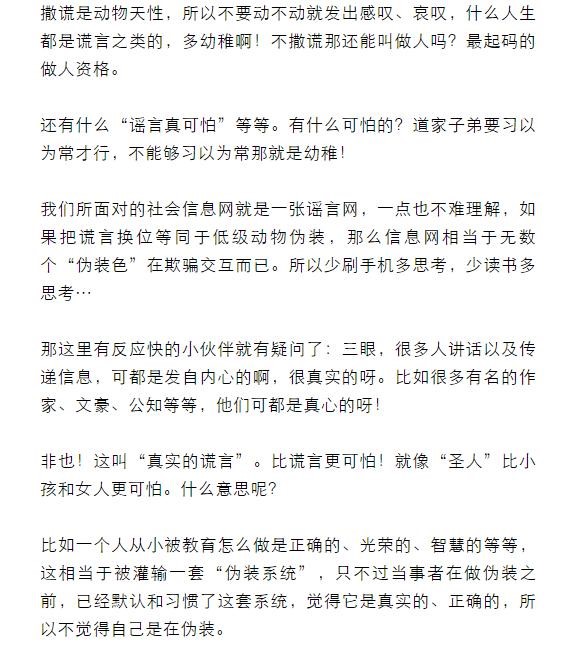 撒谎是动物天性，所以不要动不动就发出感叹、哀叹，什么人生
都是谎言之类的，多幼稚啊！不撒谎那还能叫做人吗？最起码的
做人资格。
还有什么“谣言真可怕”等等。有什么可怕的？道家子弟要习以
为常才行，不能够习以为常那就是幼稚！
我们所面对的社会信息网就是一张谣言网，一点也不难理解，如
果把谎言换位等同于低级动物伪装，那么信息网相当于无数
个“伪装色”在欺骗交互而已。所以少刷手机多思考，少读书多
思考…
那这里有反应快的小伙伴就有疑问了：三眼，很多人讲话以及传
递信息，可都是发自内心的啊，很真实的呀。比如很多有名的作
家、文豪、公知等等，他们可都是真心的呀！
非也！这叫“真实的谎言”。比谎言更可怕！就像“圣人”比小
孩和女人更可怕。什么意思呢？
比如一个人从小被教育怎么做是正确的、光荣的、智慧的等等，
这相当于被灌输一套“伪装系统”，只不过当事者在做伪装之
前，已经默认和习惯了这套系统，觉得它是真实的、正确的，所
以不觉得自己是在伪装。